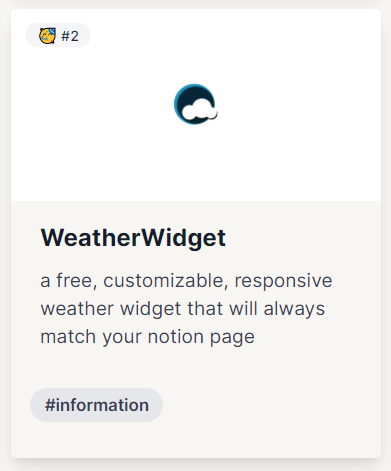 #2
WeatherWidget
a free, customizable, responsive
weather widget that will always
match your notion page
#information